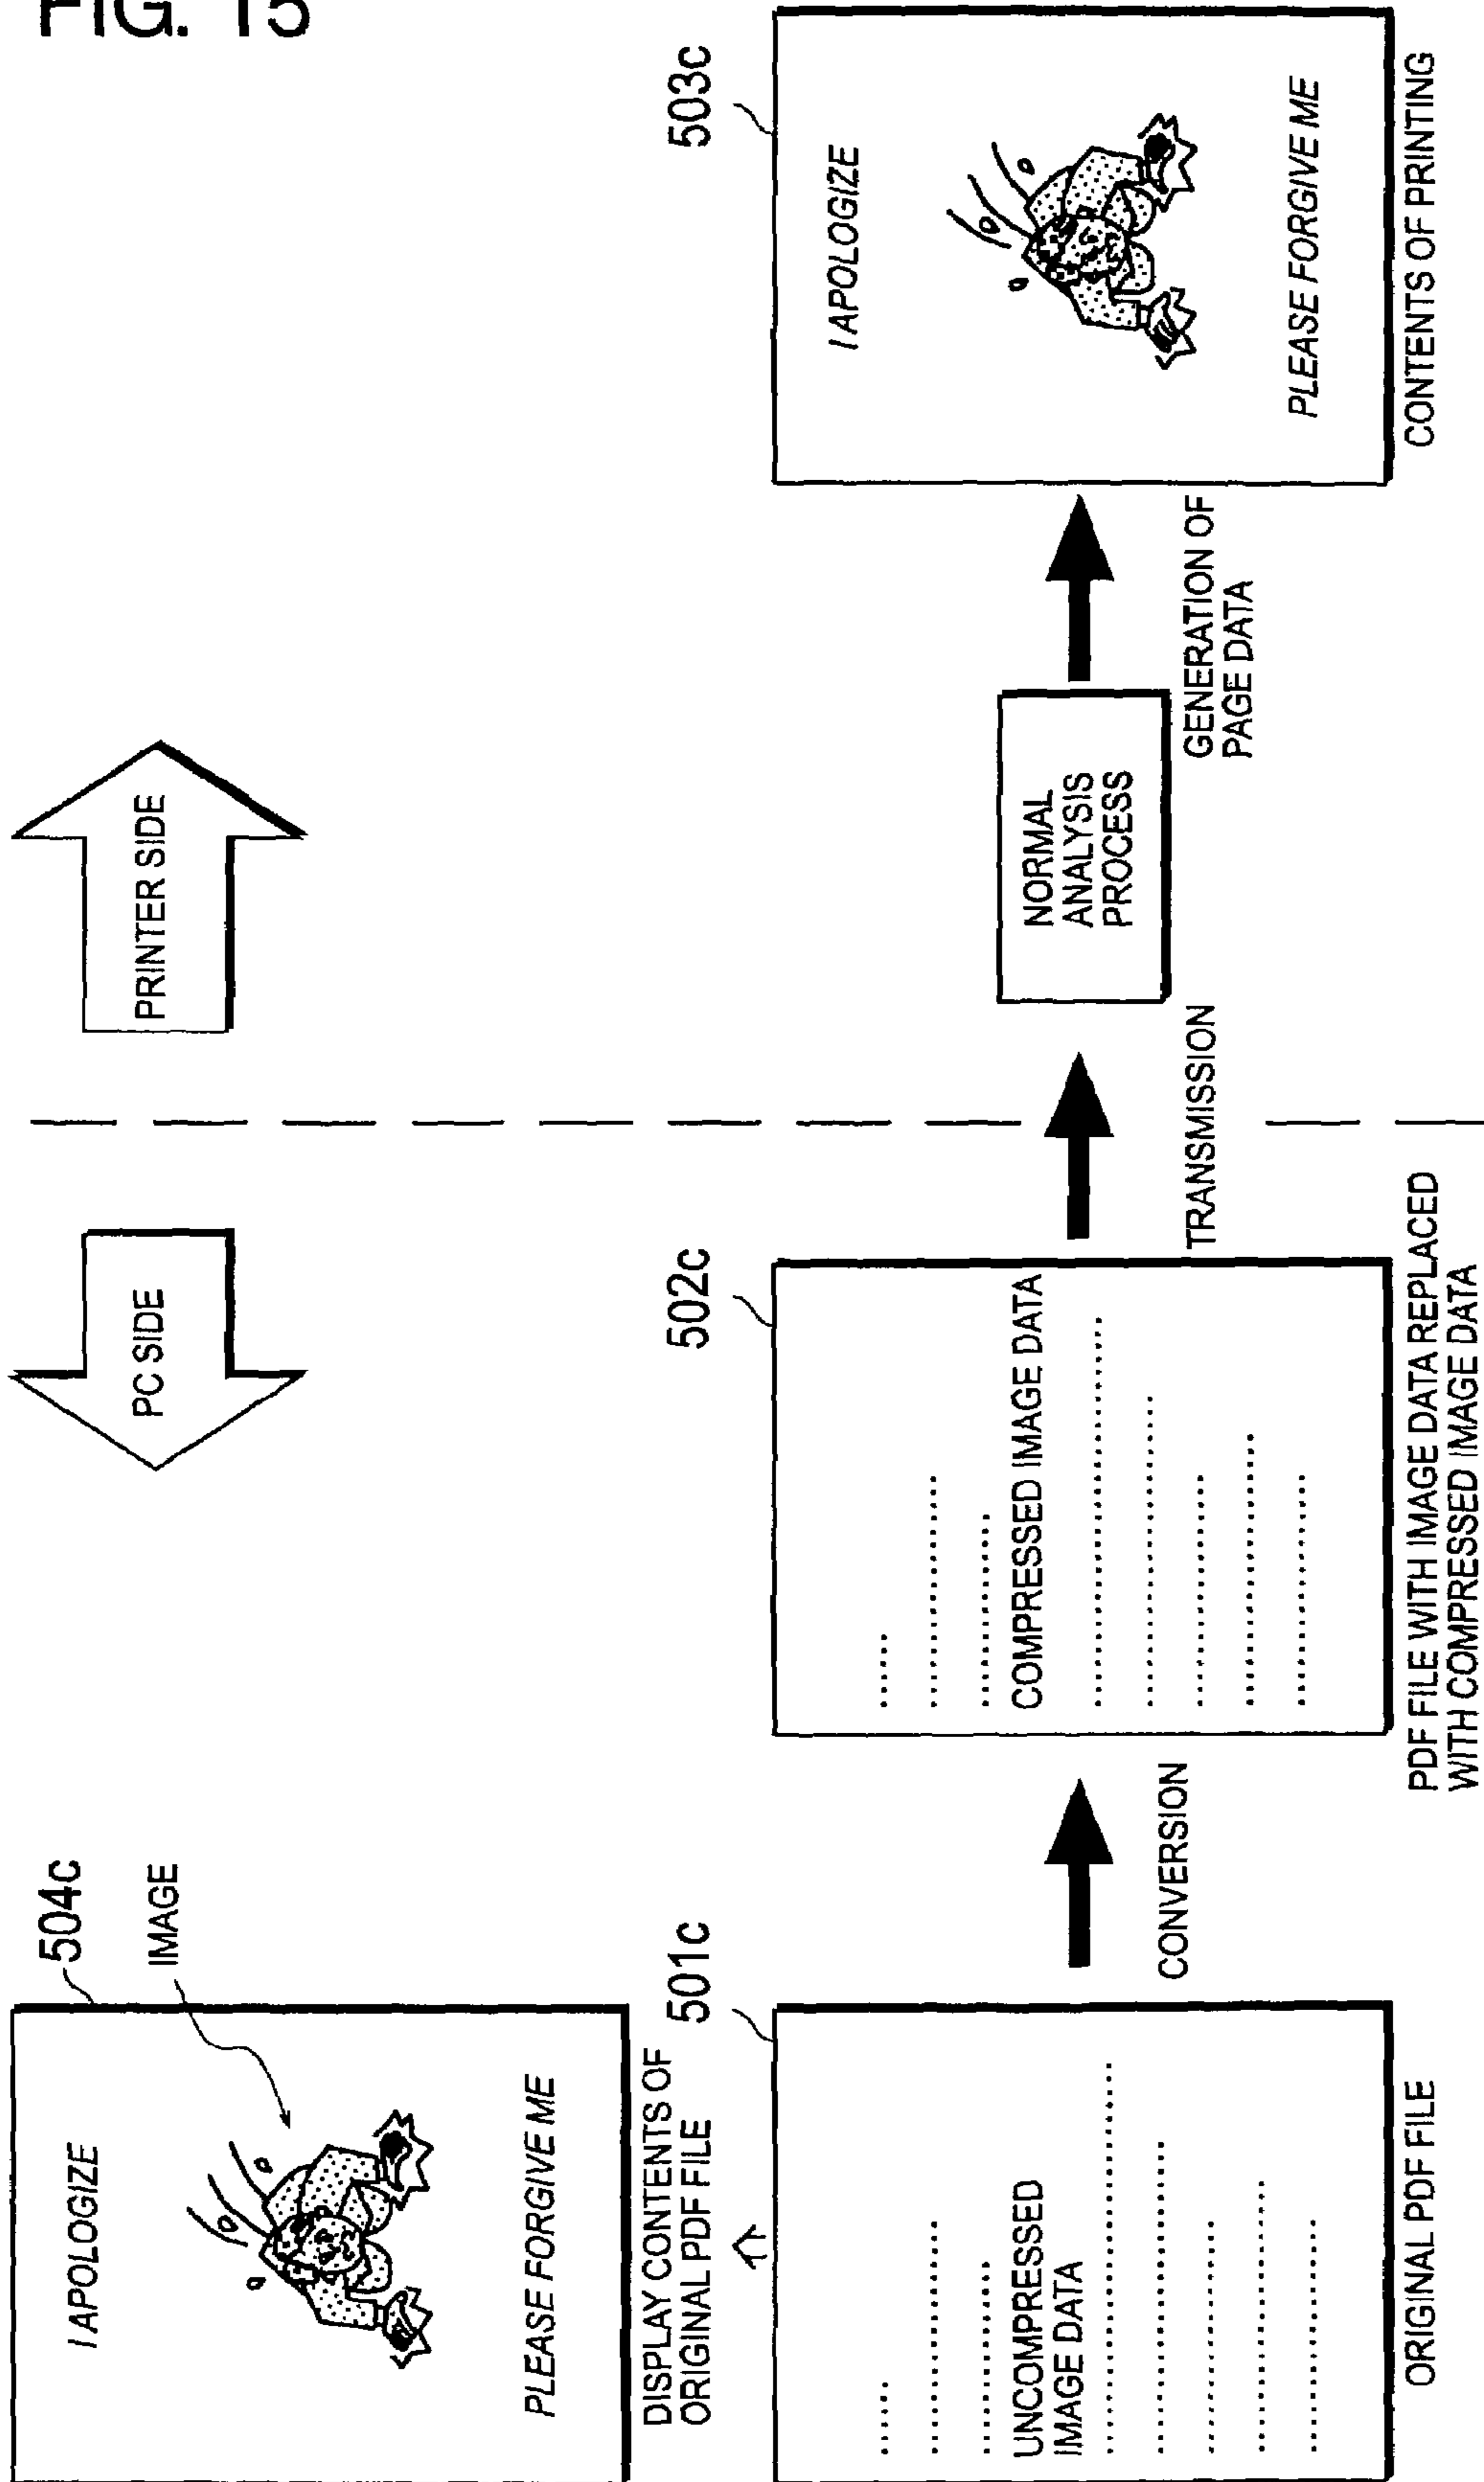 FIG. 15
PC SIDE
PRINTER SIDE
504c
IMAGE
I APOLOGIZE
PLEASE FORGIVE ME
DISPLAY CONTENTS OF
ORIGINAL PDF FILE
501c
UNCOMPRESSED
IMAGE DATA
ORIGINAL PDF FILE
CONVERSION
502c
COMPRESSED IMAGE DATA
PDF FILE WITH IMAGE DATA REPLACED
WITH COMPRESSED IMAGE DATA
TRANSMISSION
NORMAL
ANALYSIS
PROCESS
GENERATION OF
PAGE DATA
503c
I APOLOGIZE
PLEASE FORGIVE ME
CONTENTS OF PRINTING